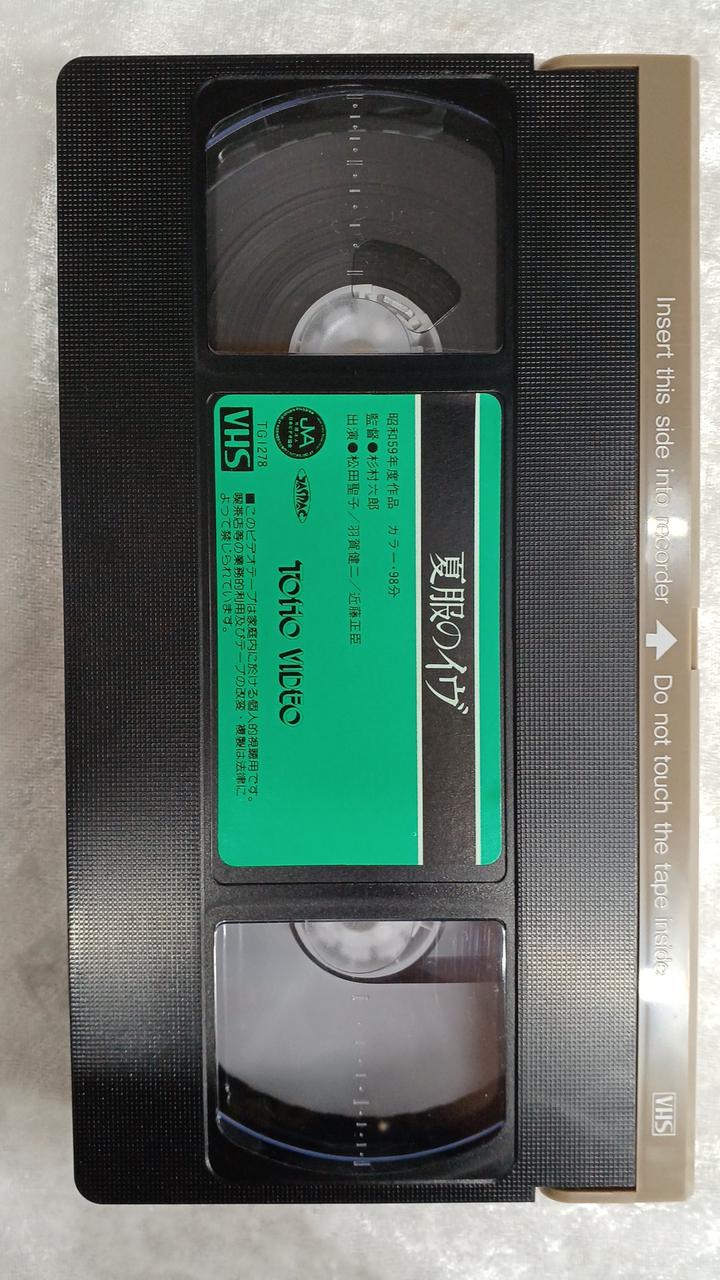 Insert this side into recorder Do not touch the tape inside
VHS
夏服のイヴ
昭和59年度作品 カラー・98分
監督●杉村六郎
出演●松田聖子／羽賀健二／近藤正臣
JASRAC
TOHO VIDEO
TG1278
VHS
■このビデオテープは家庭内に於ける個人的視聴用です。
喫茶店等の業務的利用及びテープの改変・複製は法律に
よって禁じられています。